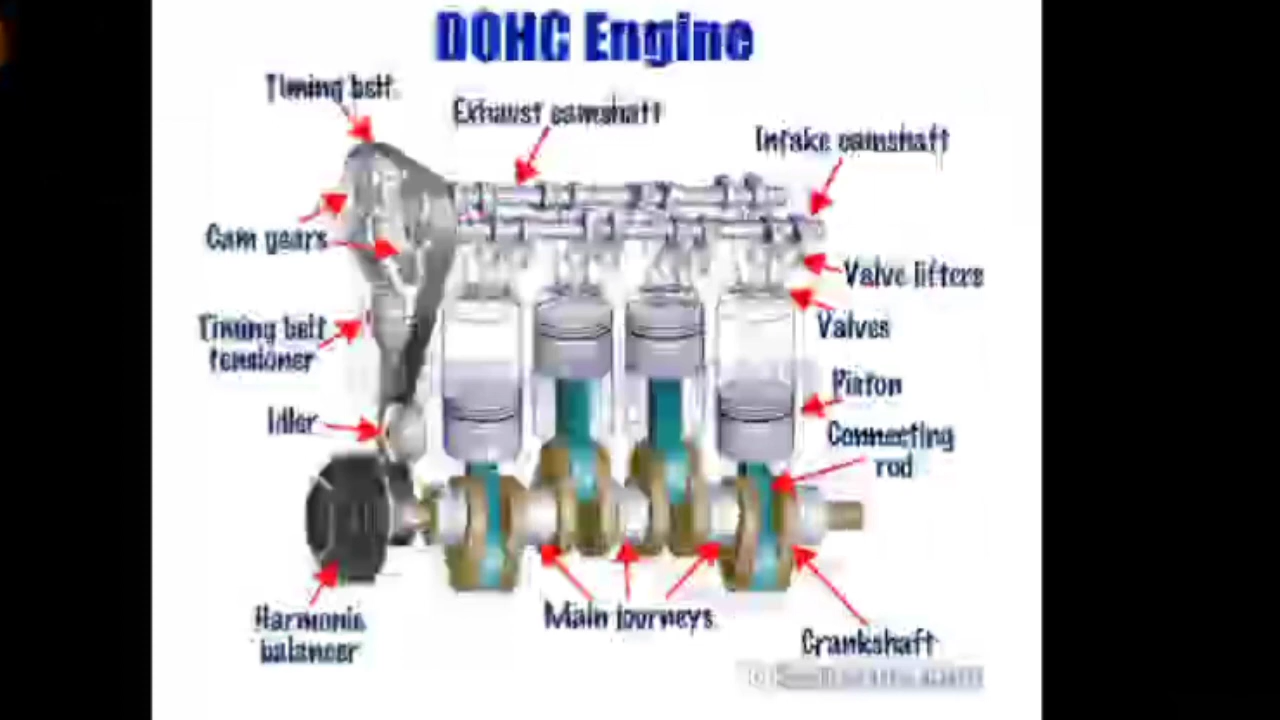 DOHC Engine
Timing belt
Exhaust camshaft
Intake camshaft
Cam gears
Valve lifters
Timing belt
tensioner
Valves
Piston
Idler
Connecting
rod
Harmonic
balancer
Main journeys
Crankshaft